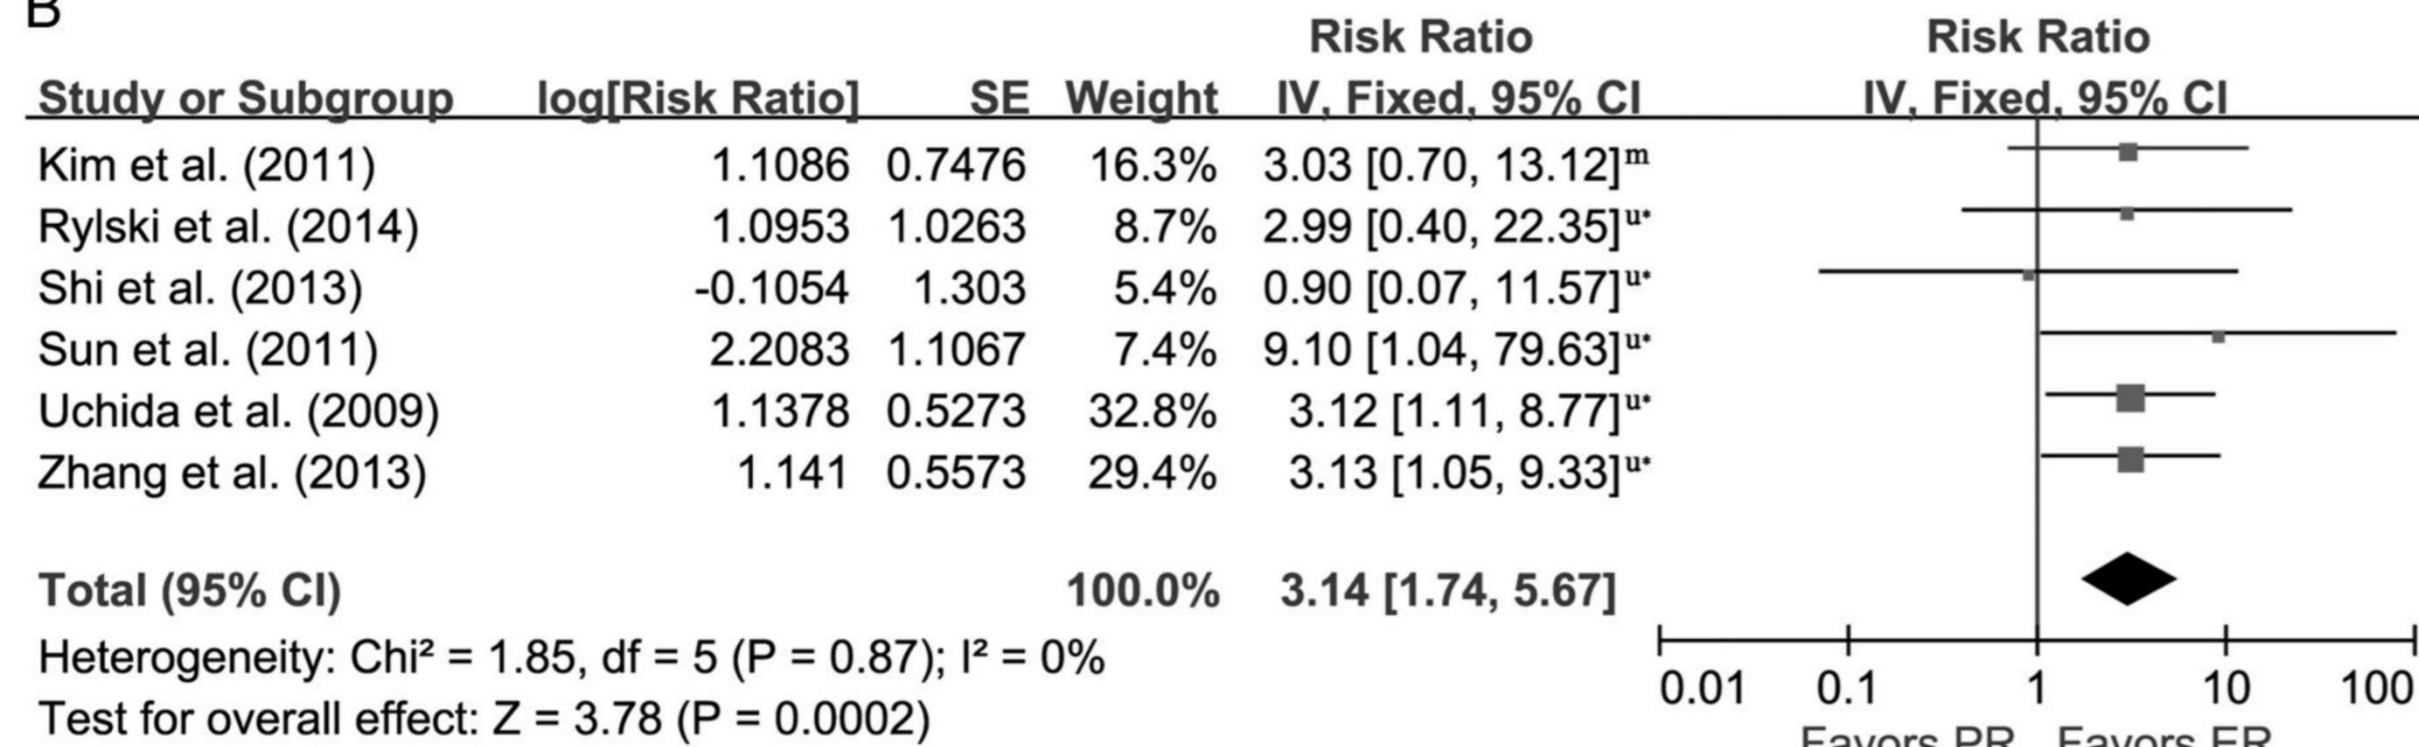 B
Risk Ratio Risk Ratio
Study or Subgroup log[Risk Ratio] SE Weight IV, Fixed, 95% CI IV, Fixed, 95% CI
Kim et al. (2011) 1.1086 0.7476 16.3% 3.03 [0.70, 13.12]ᵐ
Rylski et al. (2014) 1.0953 1.0263 8.7% 2.99 [0.40, 22.35]ᵘ*
Shi et al. (2013) -0.1054 1.303 5.4% 0.90 [0.07, 11.57]ᵘ*
Sun et al. (2011) 2.2083 1.1067 7.4% 9.10 [1.04, 79.63]ᵘ*
Uchida et al. (2009) 1.1378 0.5273 32.8% 3.12 [1.11, 8.77]ᵘ*
Zhang et al. (2013) 1.141 0.5573 29.4% 3.13 [1.05, 9.33]ᵘ*
Total (95% CI) 100.0% 3.14 [1.74, 5.67]
Heterogeneity: Chi² = 1.85, df = 5 (P = 0.87); I² = 0%
Test for overall effect: Z = 3.78 (P = 0.0002)
0.01 0.1 1 10 100
Favors PR Favors ER